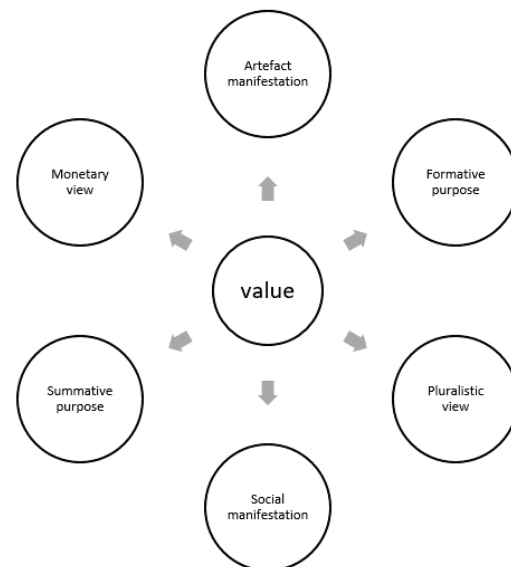 Artefact
manifestation
Monetary
view
Formative
purpose
value
Summative
purpose
Pluralistic
view
Social
manifestation